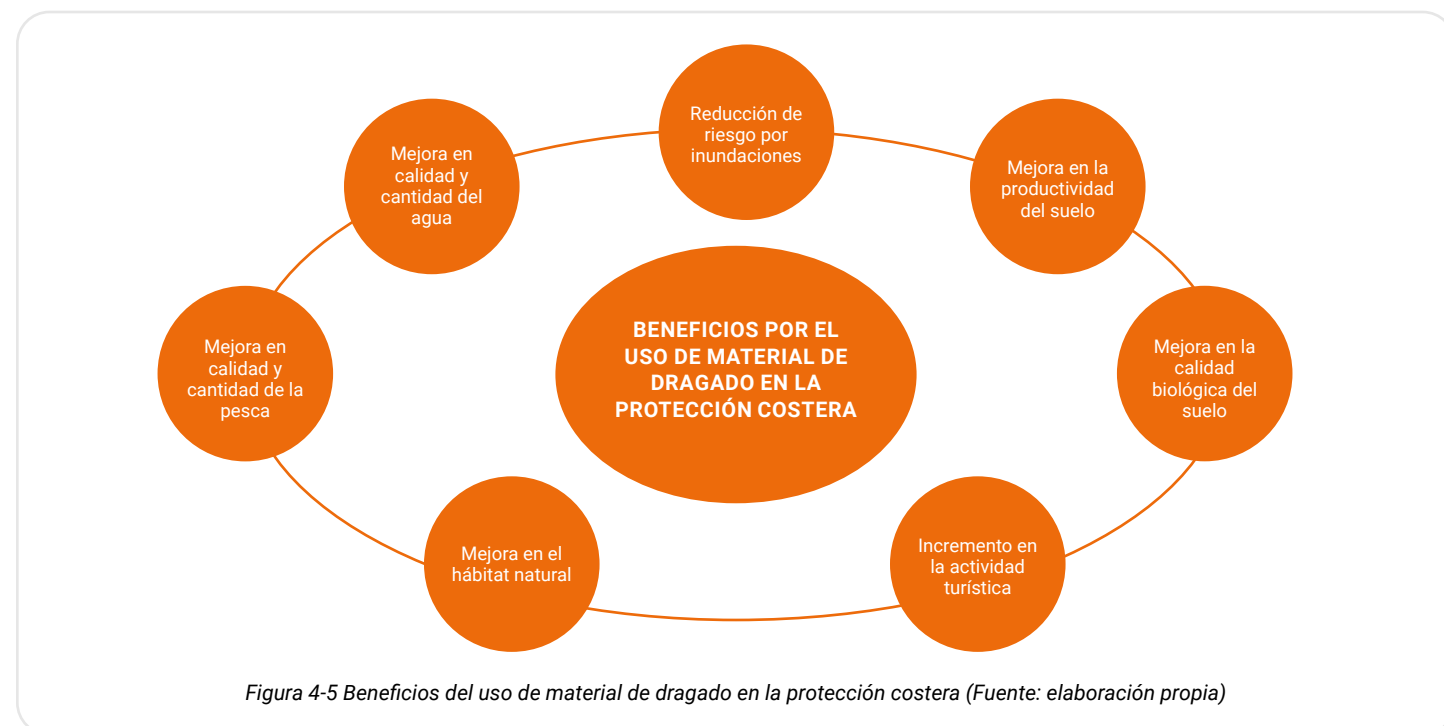 Reducción de
riesgo por
inundaciones
Mejora en
calidad y
cantidad del
agua
Mejora en la
productividad
del suelo
Mejora en
calidad y
cantidad de la
pesca
BENEFICIOS POR EL
USO DE MATERIAL DE
DRAGADO EN LA
PROTECCIÓN COSTERA
Mejora en la
calidad
biológica del
suelo
Mejora en el
hábitat natural
Incremento en
la actividad
turística
Figura 4-5 Beneficios del uso de material de dragado en la protección costera (Fuente: elaboración propia)